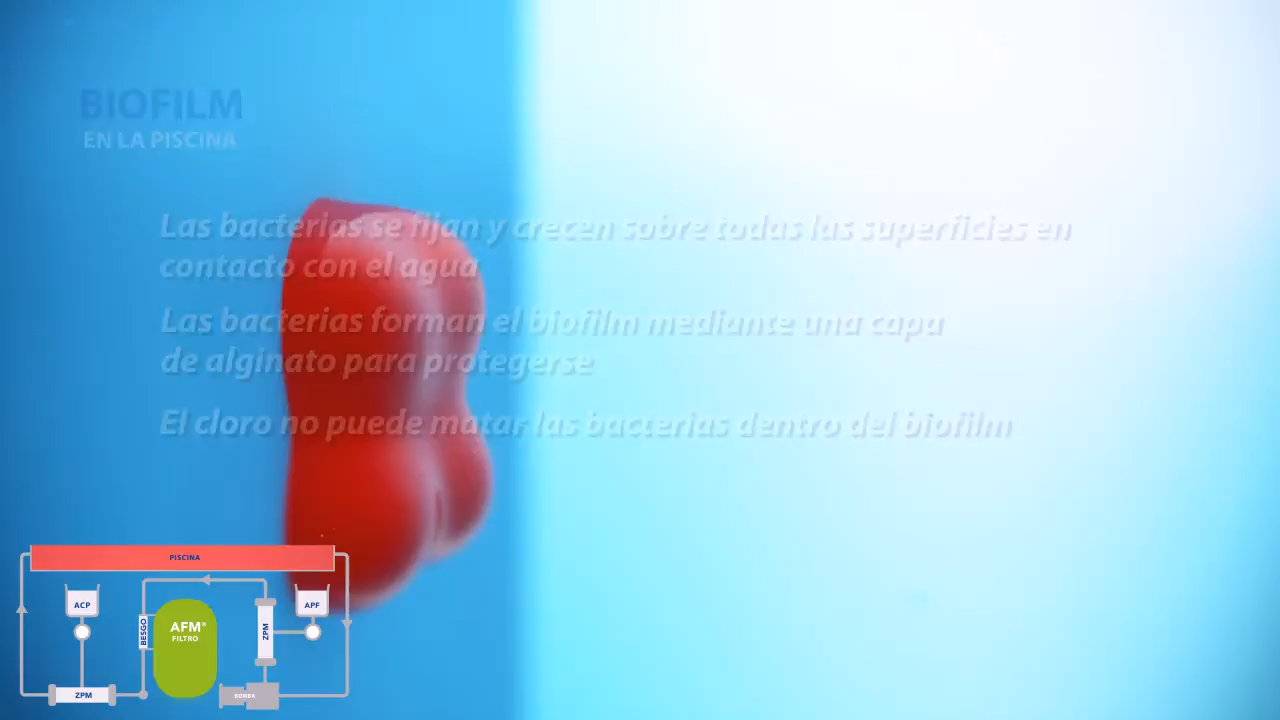 BIOFILM
EN LA PISCINA
Las bacterias se fijan y crecen sobre todas las superficies en
contacto con el agua
Las bacterias forman el biofilm mediante una capa
de alginato para protegerse
El cloro no puede matar las bacterias dentro del biofilm
PISCINA
ACP
APF
BESGO
AFM®
FILTRO
ZPM
ZPM
BOMBA